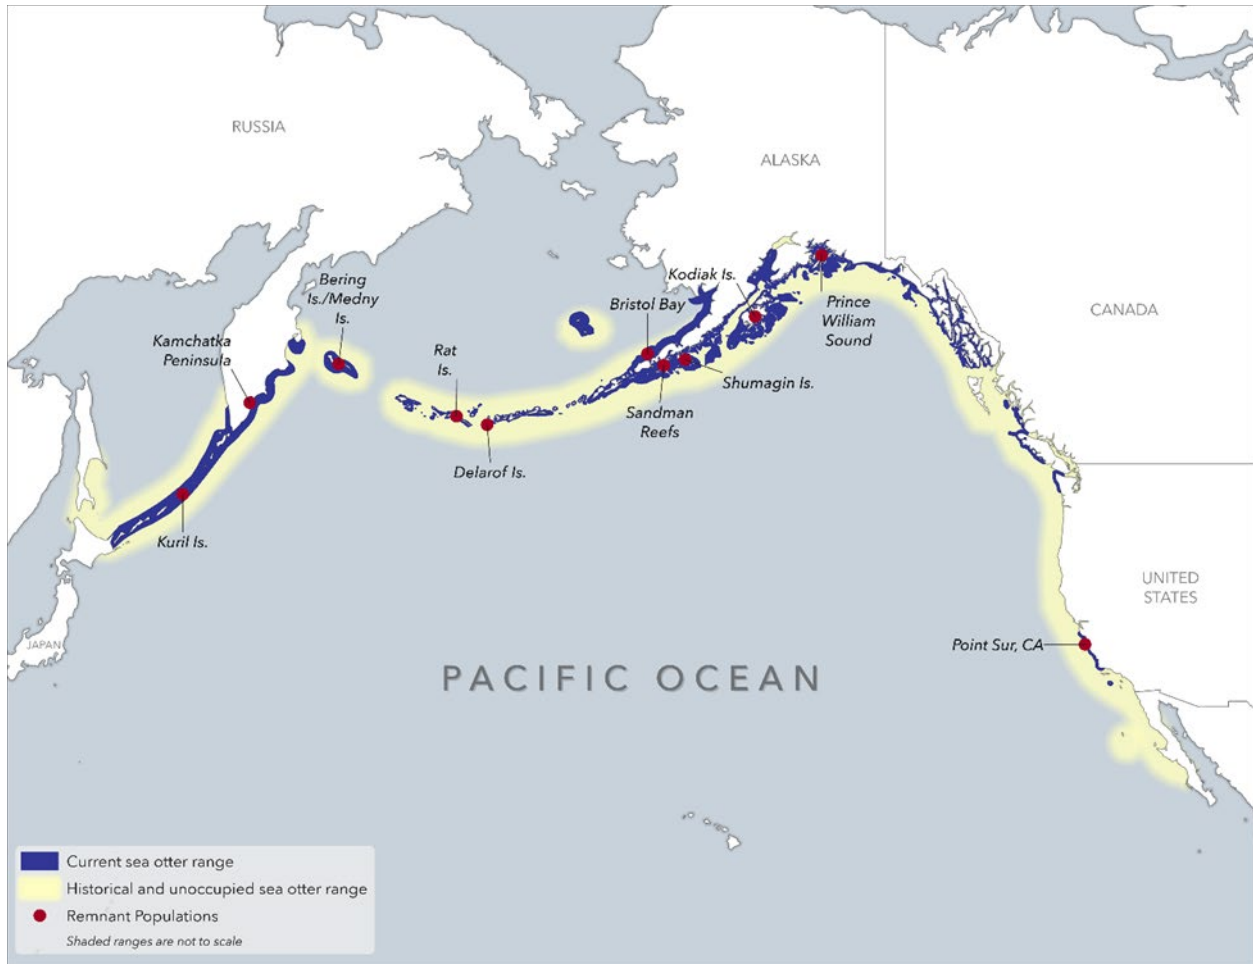 RUSSIA
ALASKA
CANADA
Bering
Is./Medny
Is.
Kodiak Is.
Bristol Bay
Prince
William
Sound
Kamchatka
Peninsula
Rat
Is.
Shumagin Is.
Sandman
Reefs
Delarof Is.
Kuril Is.
UNITED
STATES
JAPAN
Point Sur, CA
PACIFIC OCEAN
Current sea otter range
Historical and unoccupied sea otter range
Remnant Populations
Shaded ranges are not to scale